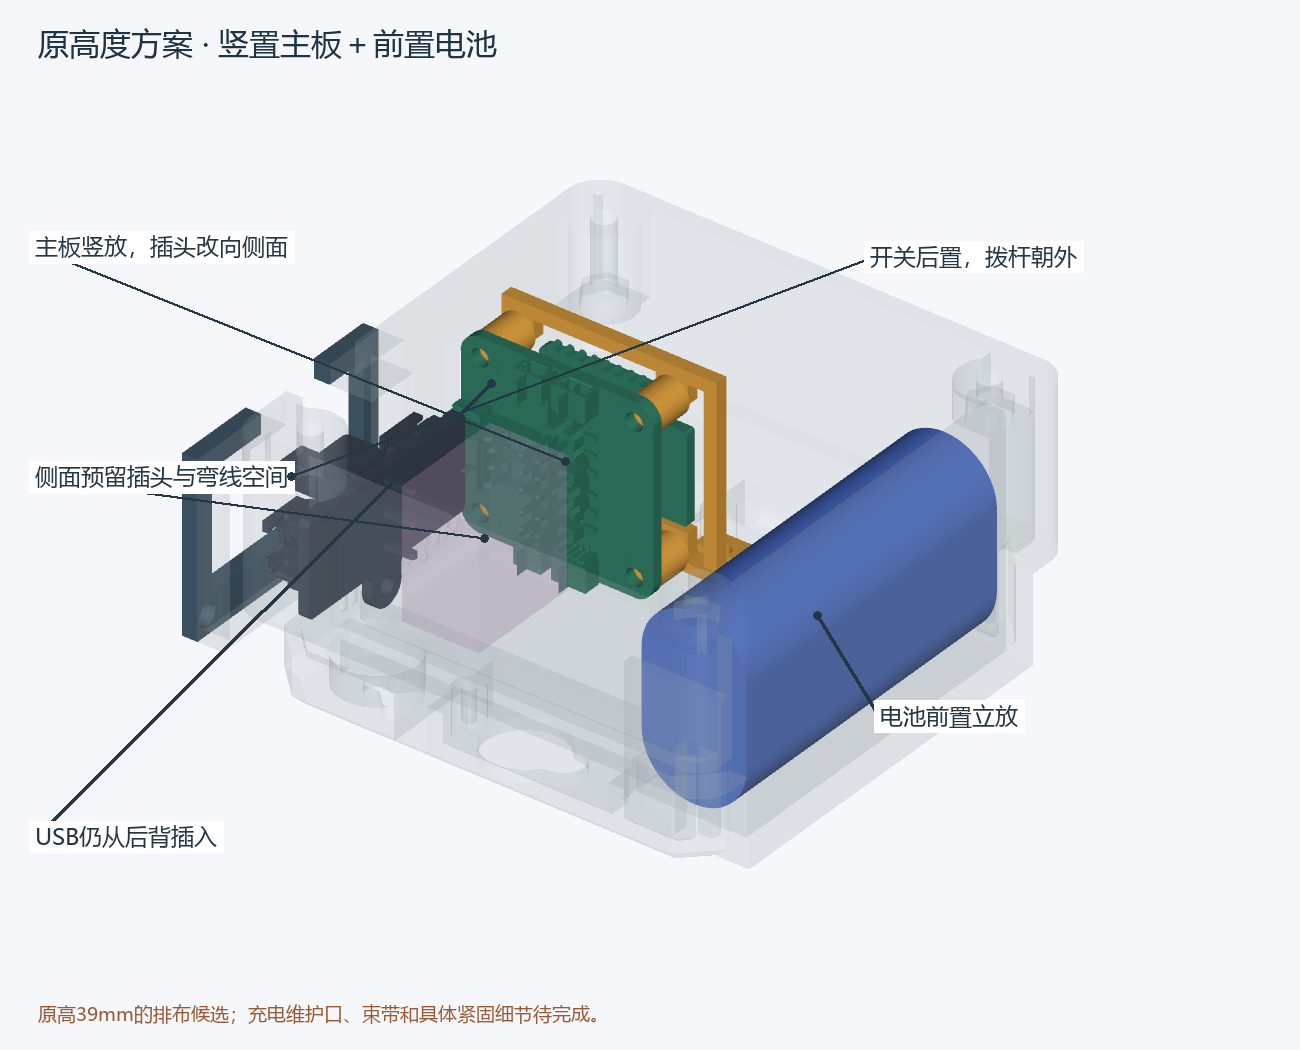 原高度方案 · 竖置主板 + 前置电池
主板竖放，插头改向侧面
开关后置，拨杆朝外
侧面预留插头与弯线空间
电池前置立放
USB仍从后背插入
原高39mm的排布候选；充电维护口、束带和具体紧固细节待完成。